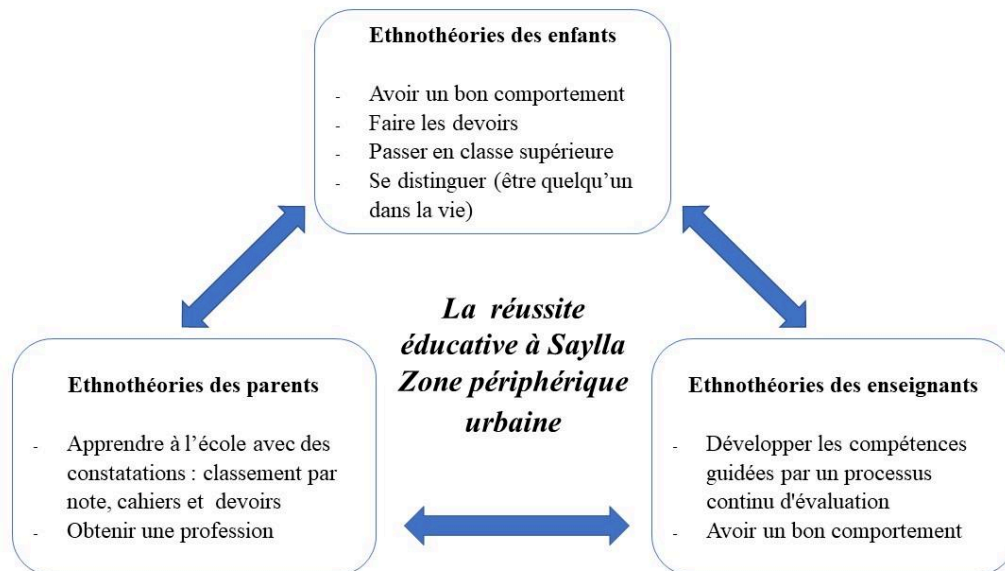 Ethnothéories des enfants
- Avoir un bon comportement
- Faire les devoirs
- Passer en classe supérieure
- Se distinguer (être quelqu’un
dans la vie)
La réussite
éducative à Saylla
Zone périphérique
urbaine
Ethnothéories des parents
- Apprendre à l’école avec des
constatations : classement par
note, cahiers et devoirs
- Obtenir une profession
Ethnothéories des enseignants
- Développer les compétences
guidées par un processus
continu d'évaluation
- Avoir un bon comportement